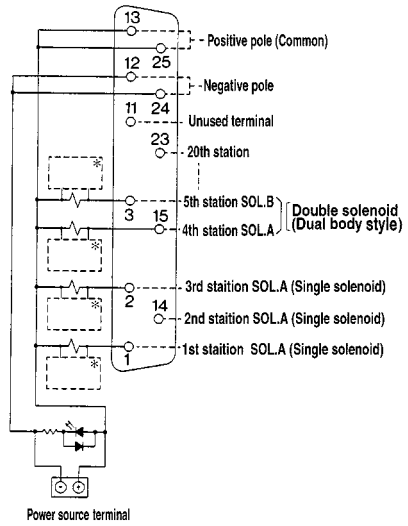 13
Positive pole (Common)
25
12
Negative pole
24
11
Unused terminal
23
20th station
*
5th station SOL.B
3
15
4th station SOL.A
Double solenoid
(Dual body style)
*
3rd staition SOL.A (Single solenoid)
2
*
14
2nd staition SOL.A (Single solenoid)
1st staition SOL.A (Single solenoid)
1
*
- +
Power source terminal